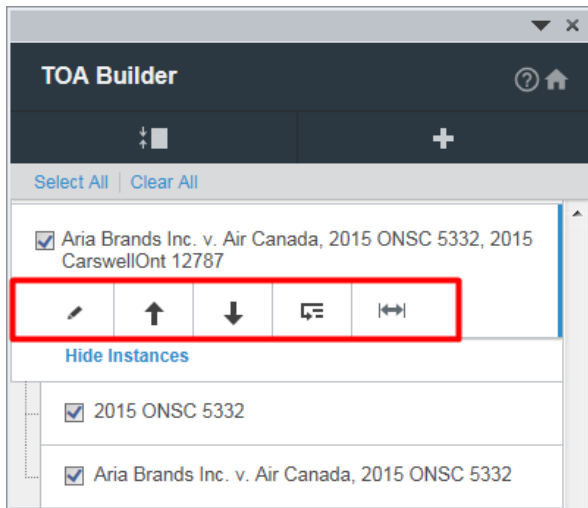 TOA Builder
Select All | Clear All
Aria Brands Inc. v. Air Canada, 2015 ONSC 5332, 2015
CarswellOnt 12787
Hide Instances
2015 ONSC 5332
Aria Brands Inc. v. Air Canada, 2015 ONSC 5332